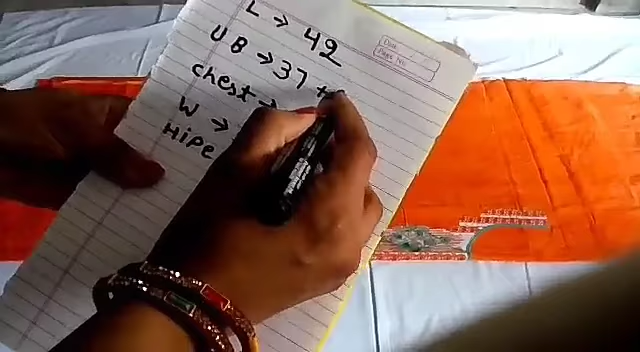 L → 42
UB → 37 +
chest →
W →
HiPe
Date
Page No.